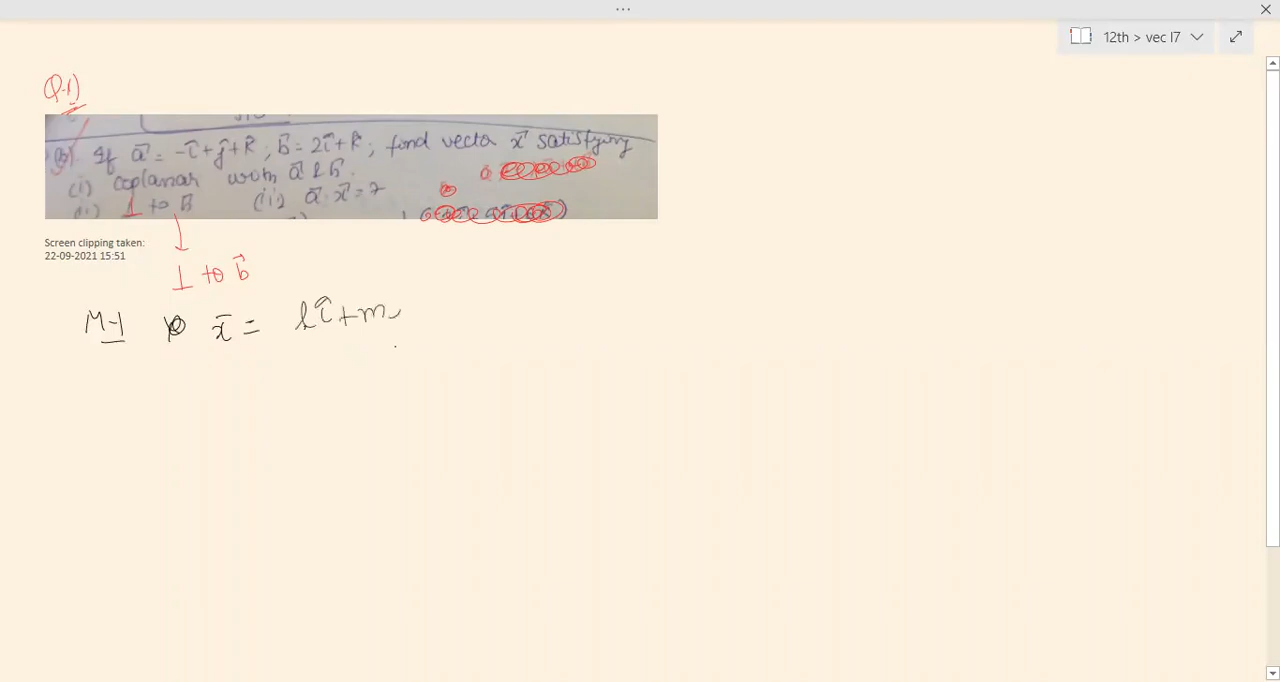 12th > vec l7
Q.1)
If a⃗ = -î+ĵ+k̂ ; b⃗ = 2î+k̂ ; find vector x⃗ satisfying
(i) coplanar with a⃗ & b⃗.
(ii) ⊥ to b⃗ (iii) a⃗. x⃗ = 7
Screen clipping taken:
22-09-2021 15:51
⊥ to b⃗
M-1 x̄ = lî+m